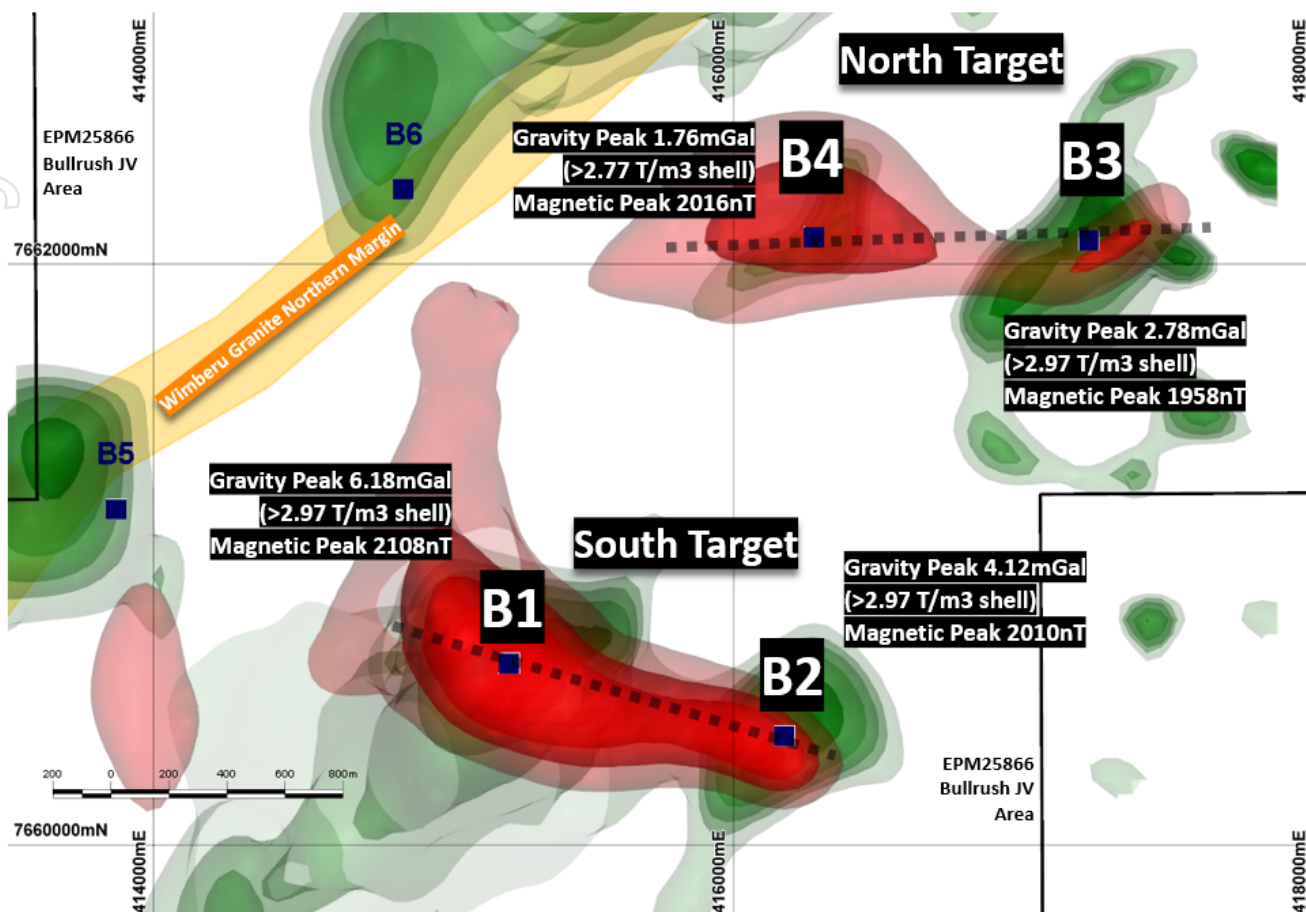 414000mE
416000mE
418000mE
North Target
EPM25866
Bullrush JV
Area
B6
Gravity Peak 1.76mGal
(>2.77 T/m3 shell)
Magnetic Peak 2016nT
B4
B3
7662000mN
Wimberu Granite Northern Margin
Gravity Peak 2.78mGal
(>2.97 T/m3 shell)
Magnetic Peak 1958nT
B5
Gravity Peak 6.18mGal
(>2.97 T/m3 shell)
Magnetic Peak 2108nT
South Target
Gravity Peak 4.12mGal
(>2.97 T/m3 shell)
Magnetic Peak 2010nT
B1
B2
EPM25866
Bullrush JV
Area
200 0 200 400 600 800m
7660000mN
414000mE
416000mE
418000mE